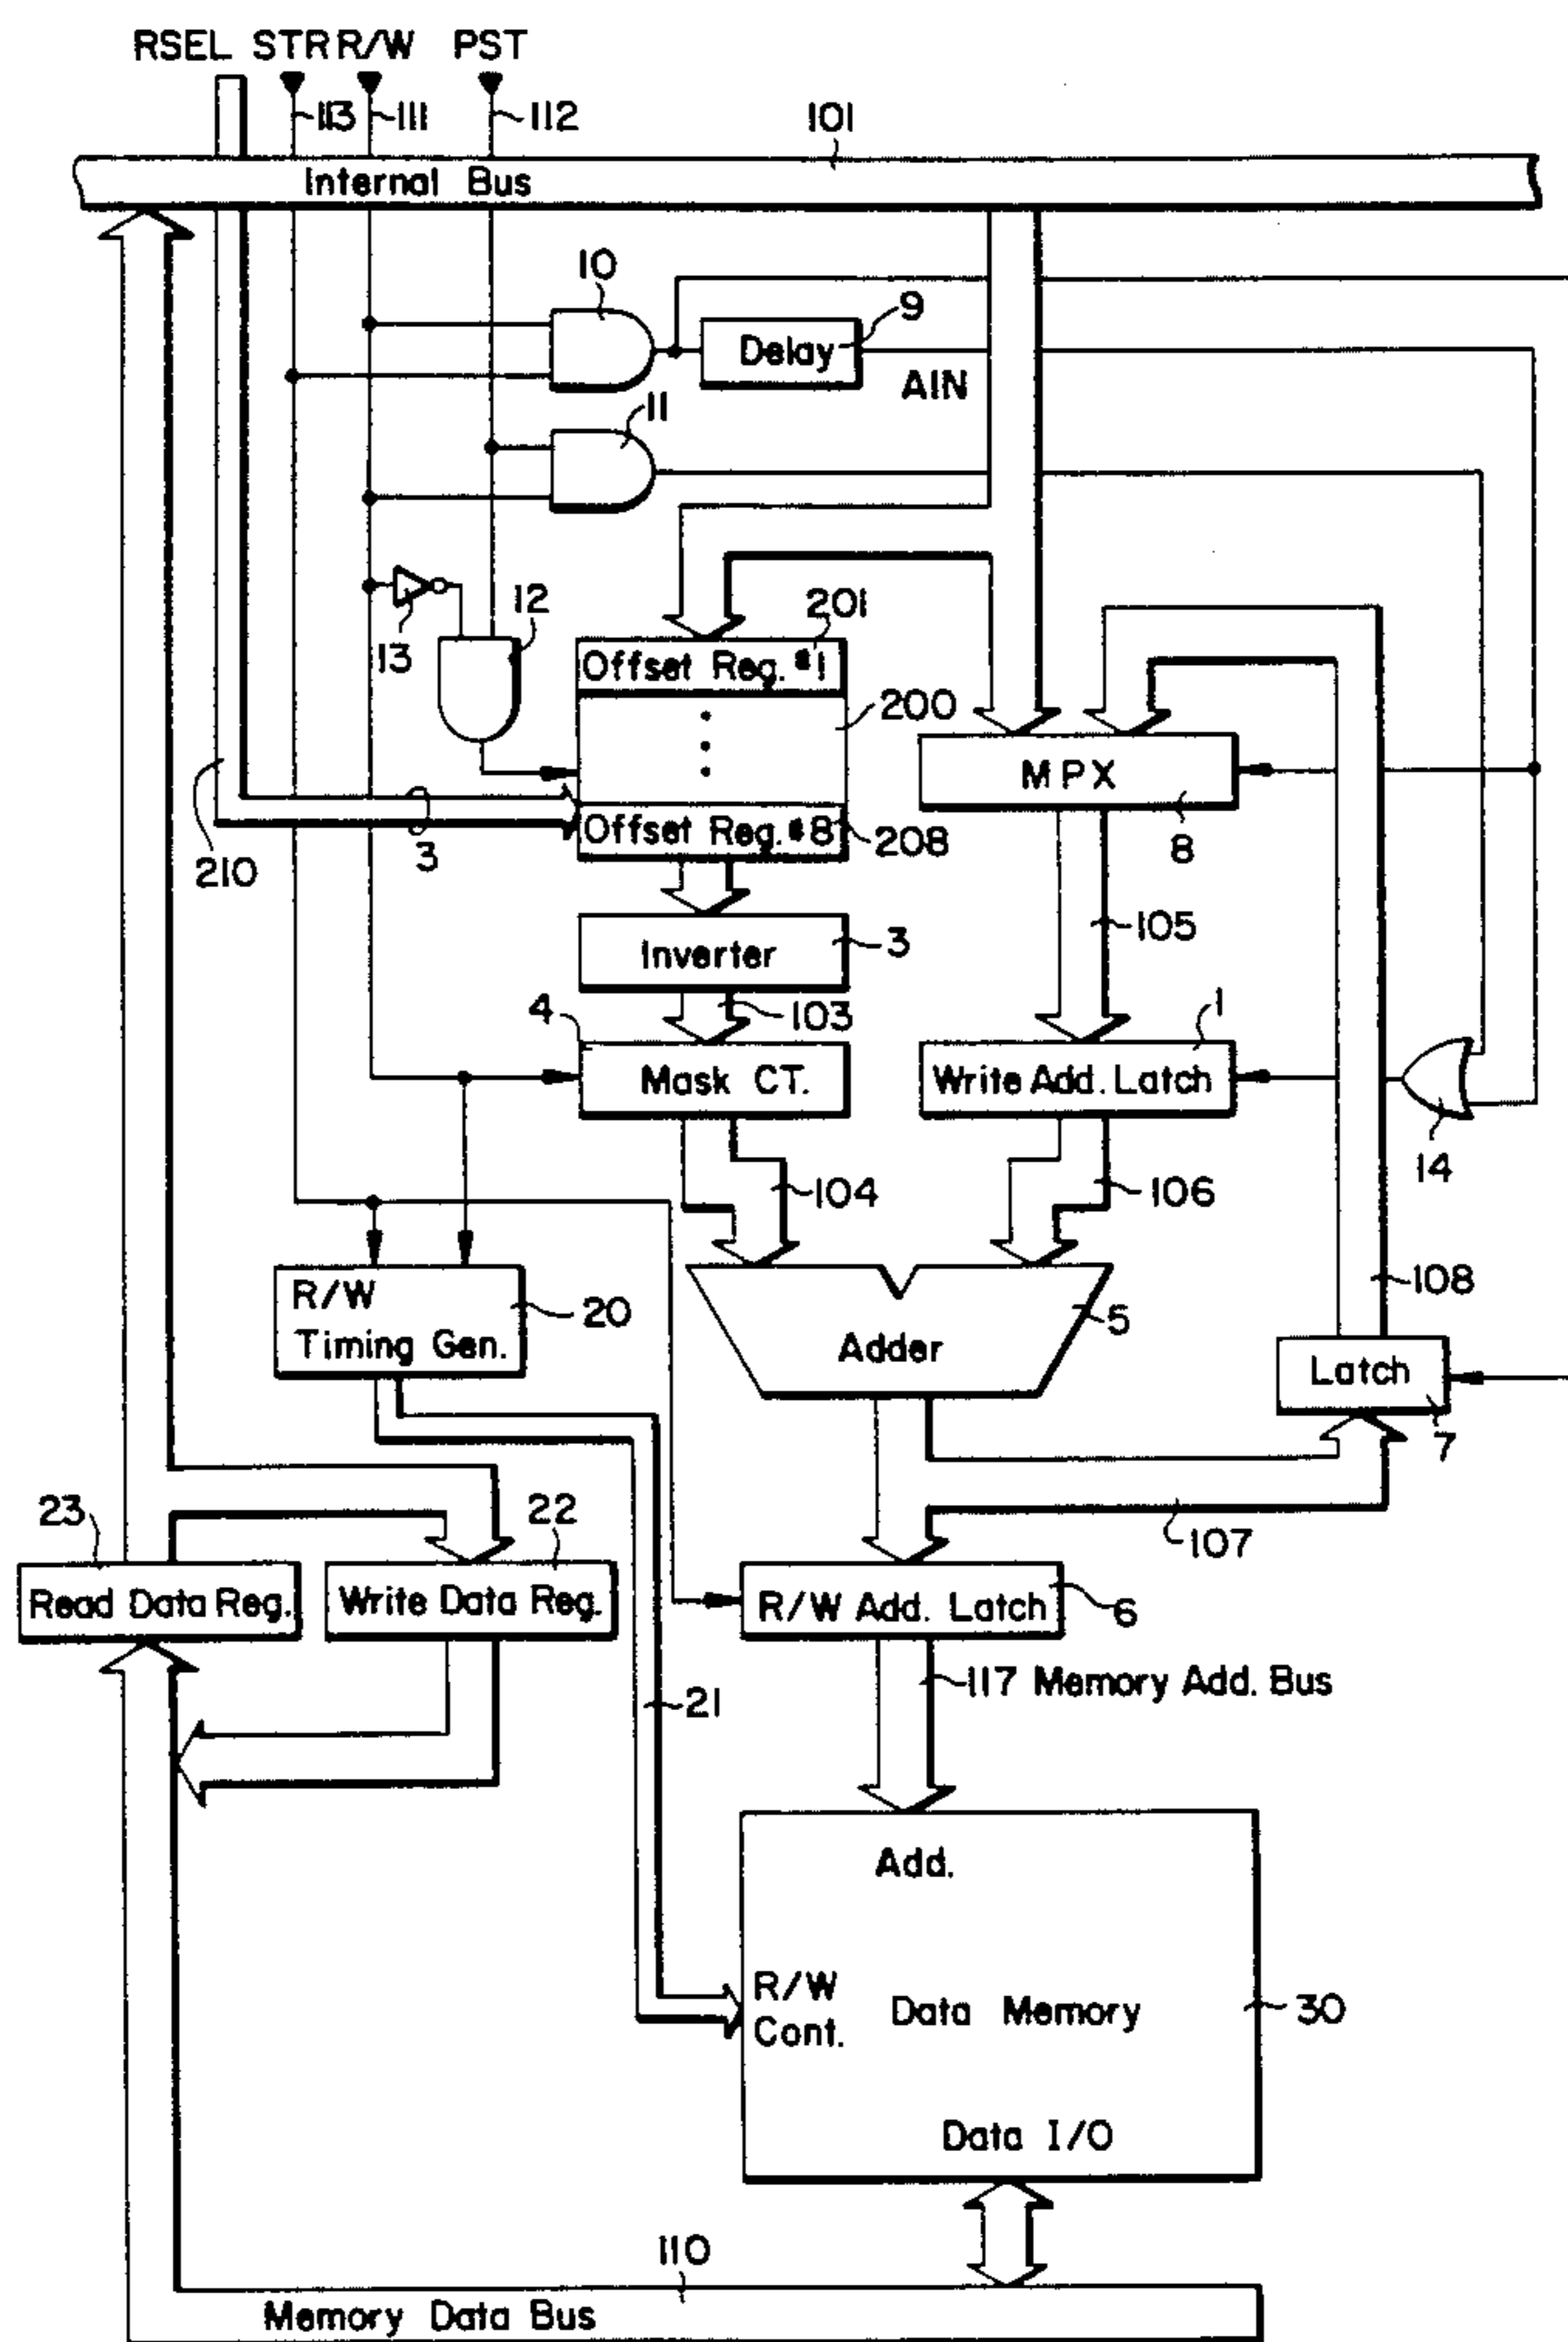 RSEL STR R/W PST
113 111 112 101
Internal Bus
10
Delay 9
AIN
11
13
12
201
Offset Reg. #1
200
MPX
8
Offset Reg. #8
208
210
3
Inverter 3
105
103
4
1
Mask CT.
Write Add. Latch
14
104
106
R/W
Timing Gen.
20
Adder
5
108
Latch
7
107
23
22
Read Data Reg.
Write Data Reg.
R/W Add. Latch
6
21
117 Memory Add. Bus
Add.
R/W
Cont.
Data Memory
30
Data I/O
110
Memory Data Bus